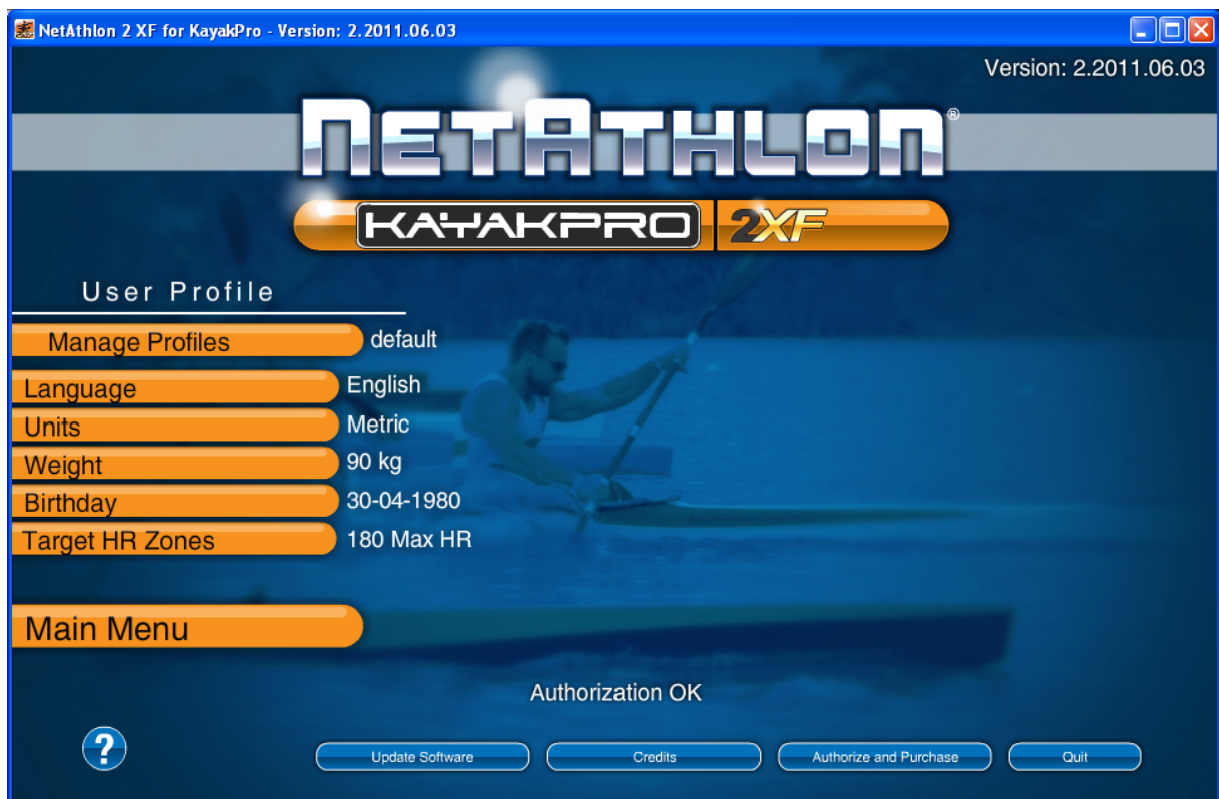 NetAthlon 2 XF for KayakPro - Version: 2.2011.06.03
Version: 2.2011.06.03
NETATHLON®
KAYAKPRO 2XF
User Profile
Manage Profiles default
Language English
Units Metric
Weight 90 kg
Birthday 30-04-1980
Target HR Zones 180 Max HR
Main Menu
Authorization OK
? Update Software Credits Authorize and Purchase Quit